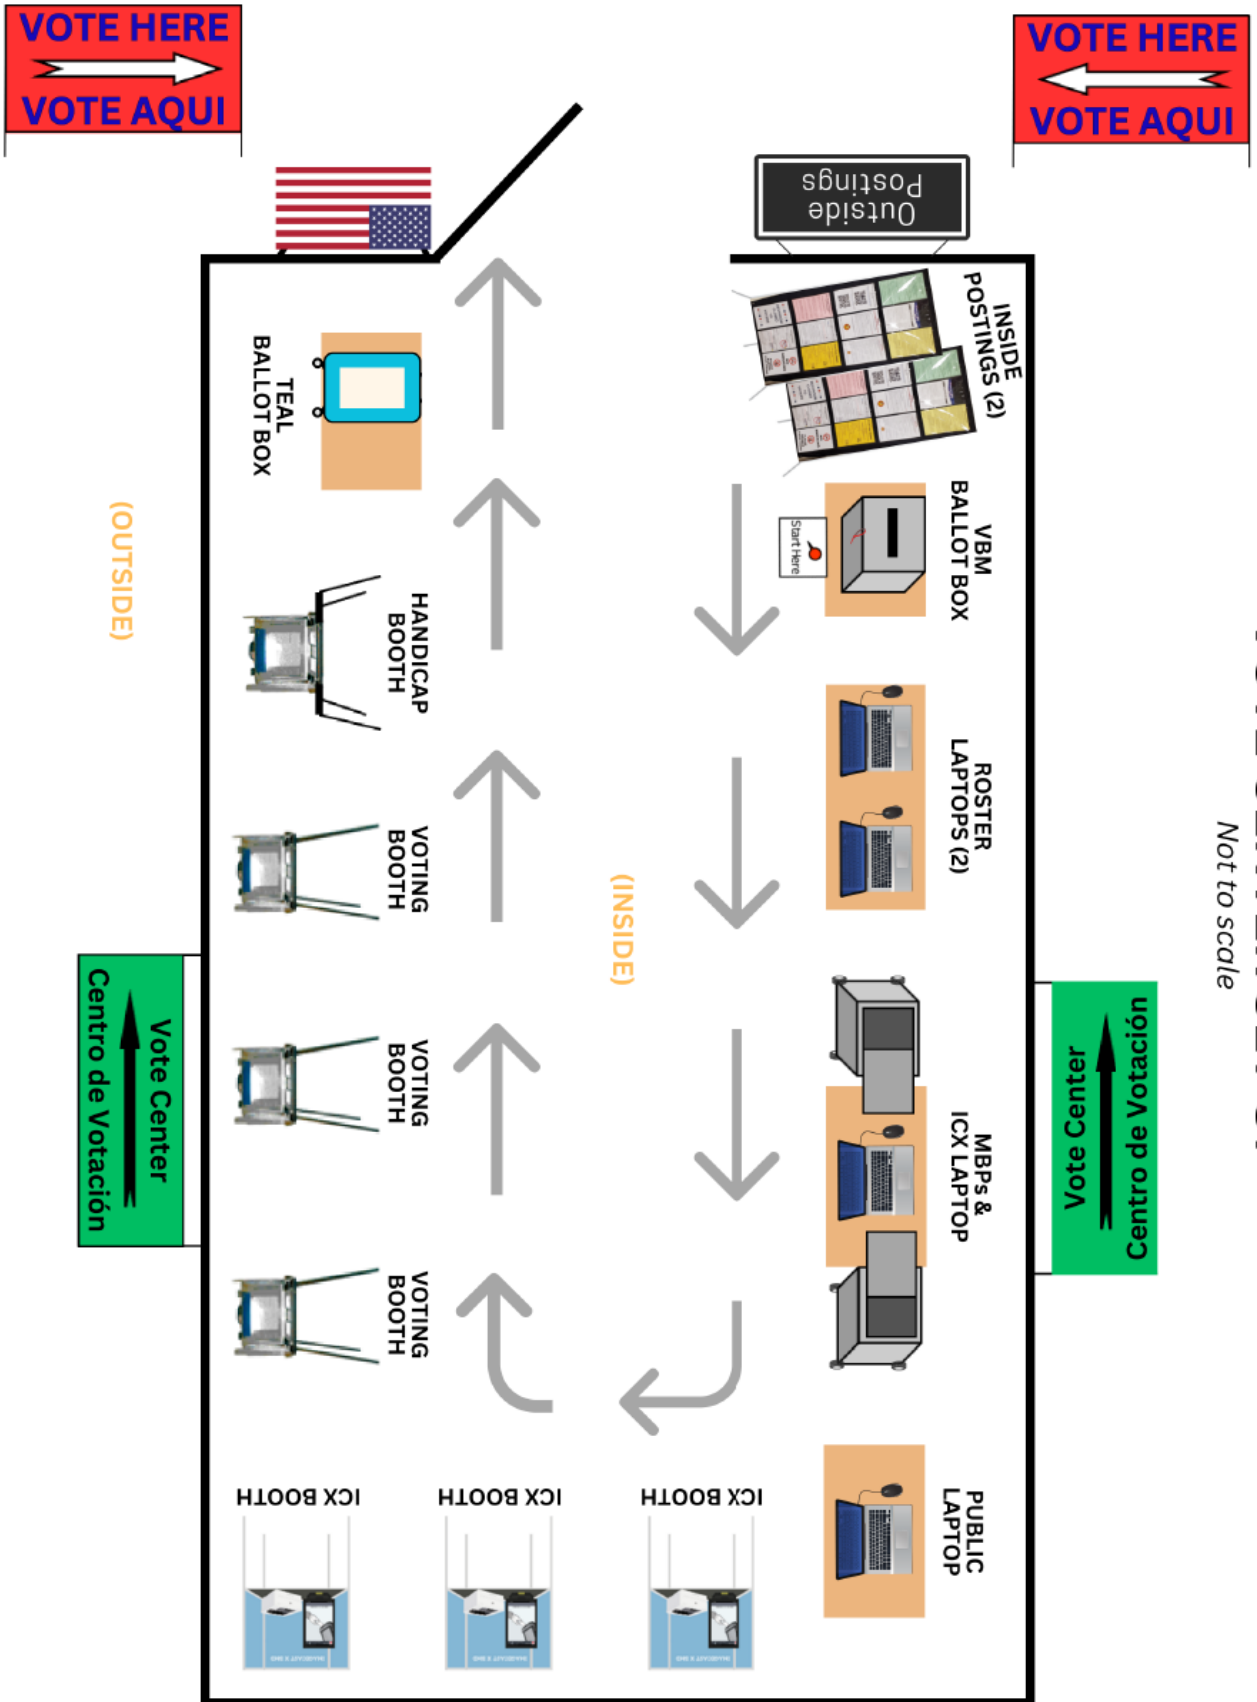 VOTE HERE
VOTE AQUI
VOTE HERE
VOTE AQUI
Outside
Postings
INSIDE
POSTINGS (2)
TEAL
BALLOT BOX
VBM
BALLOT BOX
Start Here
(OUTSIDE)
HANDICAP
BOOTH
ROSTER
LAPTOPS (2)
Not to scale
VOTING
BOOTH
(INSIDE)
Vote Center
Centro de Votación
VOTING
BOOTH
MBPs &
ICX LAPTOP
Vote Center
Centro de Votación
VOTING
BOOTH
ICX BOOTH
ICX BOOTH
ICX BOOTH
PUBLIC
LAPTOP